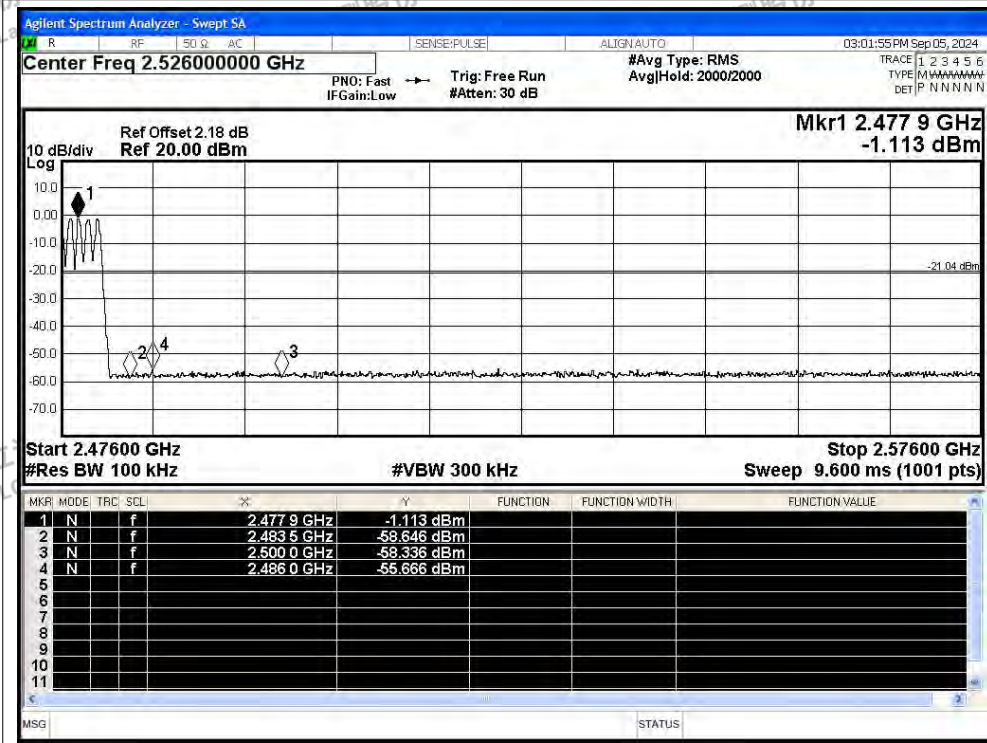 Agilent Spectrum Analyzer - Swept SA
LXI R RF 50 Ω AC SENSE:PULSE ALIGNAUTO 03:01:55 PM Sep 05, 2024
Center Freq 2.526000000 GHz
PNO: Fast
IFGain:Low
Trig: Free Run
#Atten: 30 dB
#Avg Type: RMS
Avg|Hold: 2000/2000
TRACE 1 2 3 4 5 6
TYPE M
DET P N N N N N
Ref Offset 2.18 dB
10 dB/div Ref 20.00 dBm
Log
Mkr1 2.477 9 GHz
-1.113 dBm
10.0
0.00
-10.0
-20.0
-30.0
-40.0
-50.0
-60.0
-70.0
1
2
4
3
-21.04 dBm
Start 2.47600 GHz Stop 2.57600 GHz
#Res BW 100 kHz #VBW 300 kHz Sweep 9.600 ms (1001 pts)
MKR MODE TRC SCL X Y FUNCTION FUNCTION WIDTH FUNCTION VALUE
1 N f 2.477 9 GHz -1.113 dBm
2 N f 2.483 5 GHz -58.646 dBm
3 N f 2.500 0 GHz -58.336 dBm
4 N f 2.486 0 GHz -55.666 dBm
5
6
7
8
9
10
11
MSG STATUS